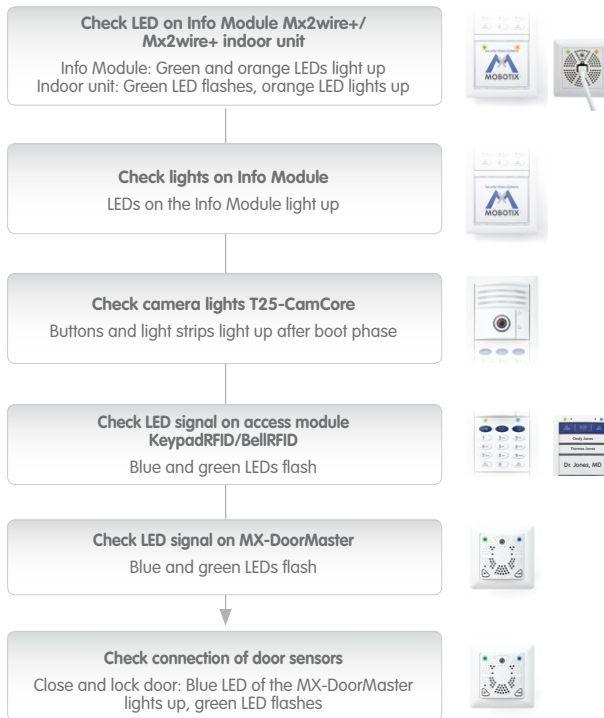 Check LED on Info Module Mx2wire+/
Mx2wire+ indoor unit
Info Module: Green and orange LEDs light up
Indoor unit: Green LED flashes, orange LED lights up
MOBOTIX
Check lights on Info Module
LEDs on the Info Module light up
MOBOTIX
Check camera lights T25-CamCore
Buttons and light strips light up after boot phase
Check LED signal on access module
KeypadRFID/BellRFID
Blue and green LEDs flash
Cindy Jones
Thomas Jones
Dr. Jones, MD
Check LED signal on MX-DoorMaster
Blue and green LEDs flash
Check connection of door sensors
Close and lock door: Blue LED of the MX-DoorMaster
lights up, green LED flashes